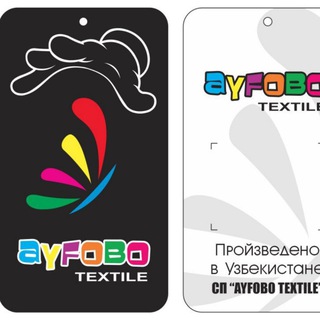 AYFOBO
TEXTILE
AYFOBO
TEXTILE
Пройзведено
в Узбекистане
СП “AYFOBO TEXTILE”